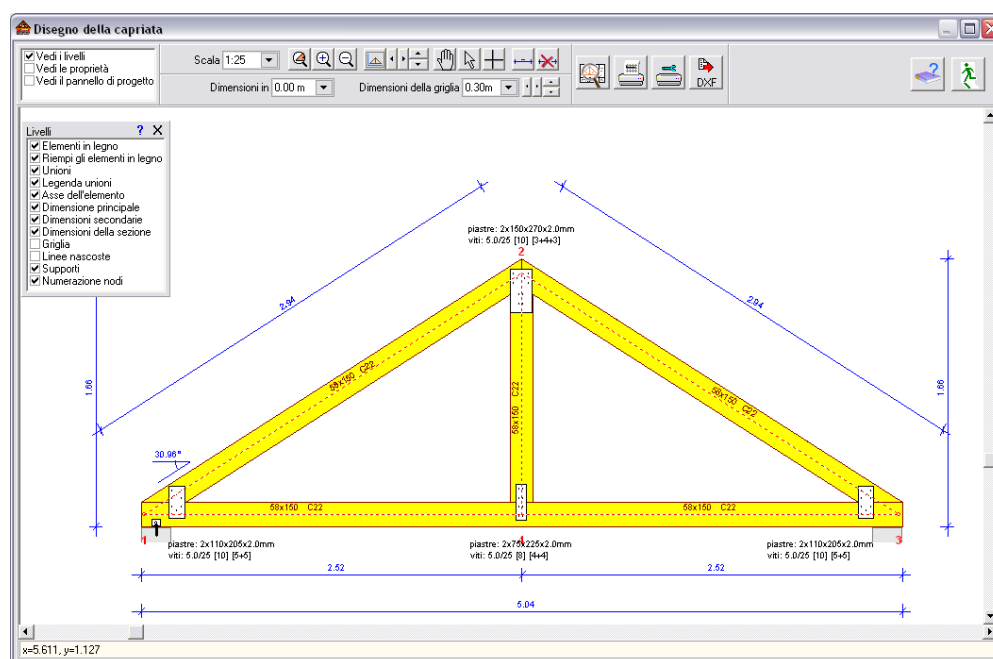 Disegno della capriata
Vedi i livelli
Vedi le proprietà
Vedi il pannello di progetto
Scala 1:25
Dimensioni in 0.00 m
Dimensioni della griglia 0.30m
DXF
Livelli ? X
Elementi in legno
Riempi gli elementi in legno
Unioni
Legenda unioni
Asse dell'elemento
Dimensione principale
Dimensioni secondarie
Dimensioni della sezione
Griglia
Linee nascoste
Supporti
Numerazione nodi
piastre: 2x150x270x2.0mm
viti: 5.0/25 [10] [3+4+3]
2
2.94
2.94
1.66
1.66
58x150 C22
58x150 C22
58x150 C22
30.96°
58x150 C22
58x150 C22
1
4
3
piastre: 2x110x205x2.0mm
viti: 5.0/25 [10] [5+5]
piastre: 2x75x225x2.0mm
viti: 5.0/25 [8] [4+4]
piastre: 2x110x205x2.0mm
viti: 5.0/25 [10] [5+5]
2.52
2.52
5.04
x=5.611, y=1.127